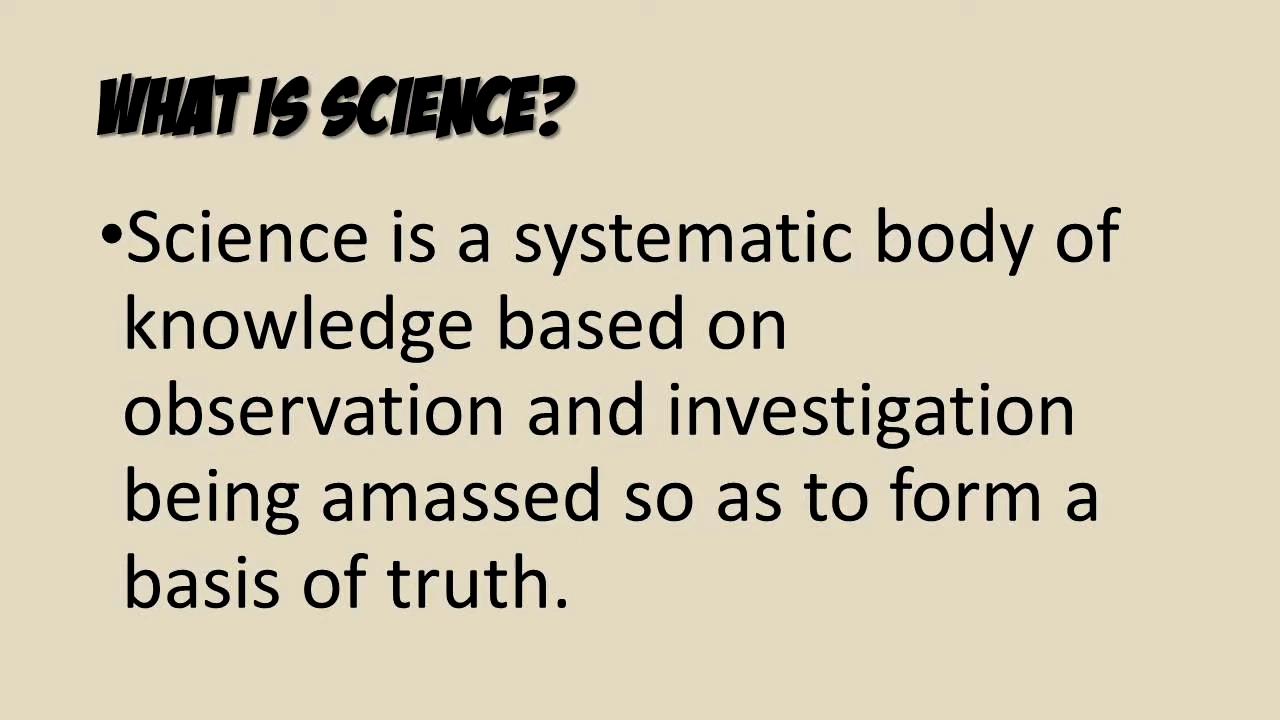 WHAT IS SCIENCE?
•Science is a systematic body of
knowledge based on
observation and investigation
being amassed so as to form a
basis of truth.